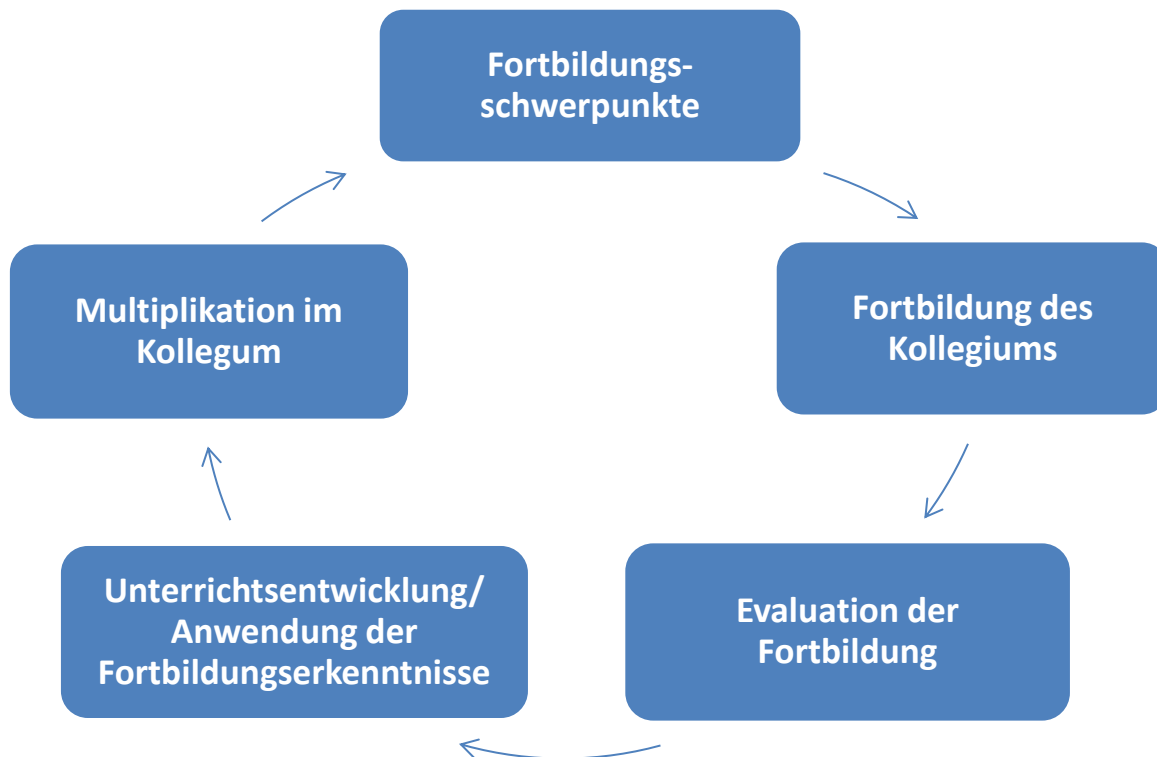 Fortbildungs-
schwerpunkte
Fortbildung des
Kollegiums
Evaluation der
Fortbildung
Unterrichtsentwicklung/
Anwendung der
Fortbildungserkenntnisse
Multiplikation im
Kollegum